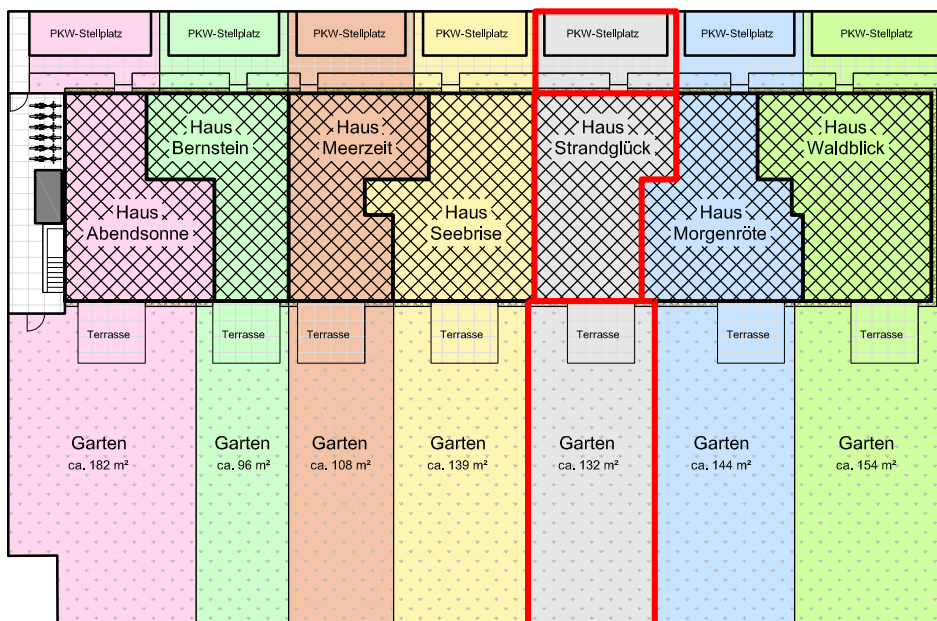 PKW-Stellplatz
PKW-Stellplatz
PKW-Stellplatz
PKW-Stellplatz
PKW-Stellplatz
PKW-Stellplatz
PKW-Stellplatz
Haus
Bernstein
Haus
Meerzeit
Haus
Strandglück
Haus
Waldblick
Haus
Abendsonne
Haus
Seebrise
Haus
Morgenröte
Terrasse
Terrasse
Terrasse
Terrasse
Terrasse
Terrasse
Terrasse
Garten
ca. 182 m²
Garten
ca. 96 m²
Garten
ca. 108 m²
Garten
ca. 139 m²
Garten
ca. 132 m²
Garten
ca. 144 m²
Garten
ca. 154 m²